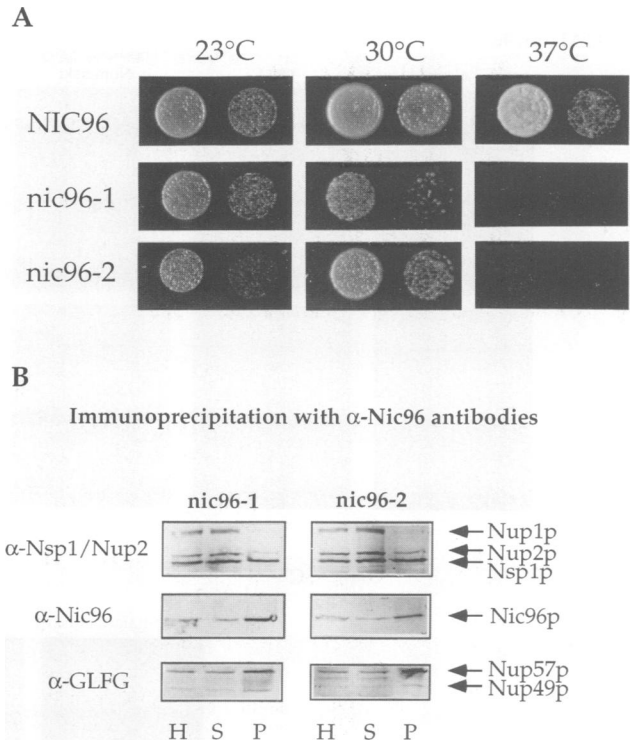 A
23°C 30°C 37°C
NIC96
nic96-1
nic96-2
B
Immunoprecipitation with α-Nic96 antibodies
nic96-1 nic96-2
α-Nsp1/Nup2
Nup1p
Nup2p
Nsp1p
α-Nic96
Nic96p
α-GLFG
Nup57p
Nup49p
H S P H S P